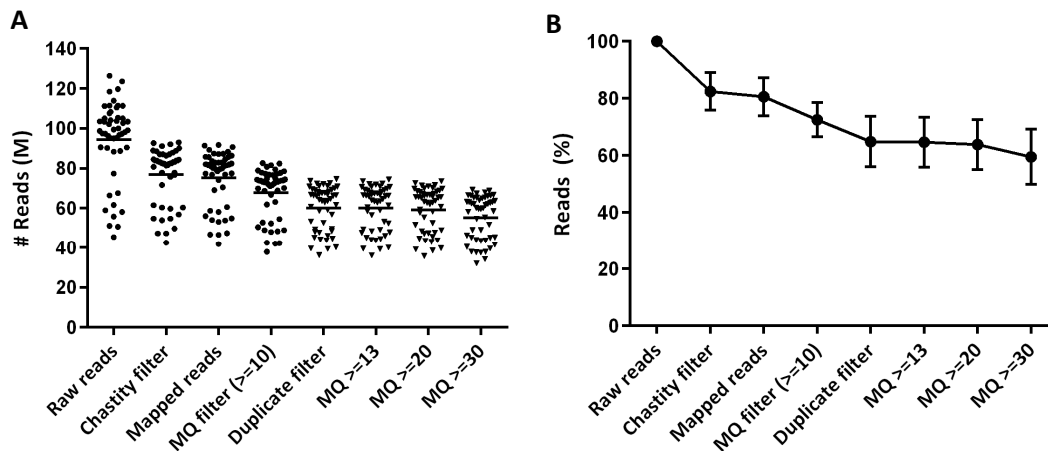 A
# Reads (M)
140
120
100
80
60
40
20
0
Raw reads
Chastity filter
Mapped reads
MQ filter (>=10)
Duplicate filter
MQ >=13
MQ >=20
MQ >=30
B
Reads (%)
100
80
60
40
20
0
Raw reads
Chastity filter
Mapped reads
MQ filter (>=10)
Duplicate filter
MQ >=13
MQ >=20
MQ >=30